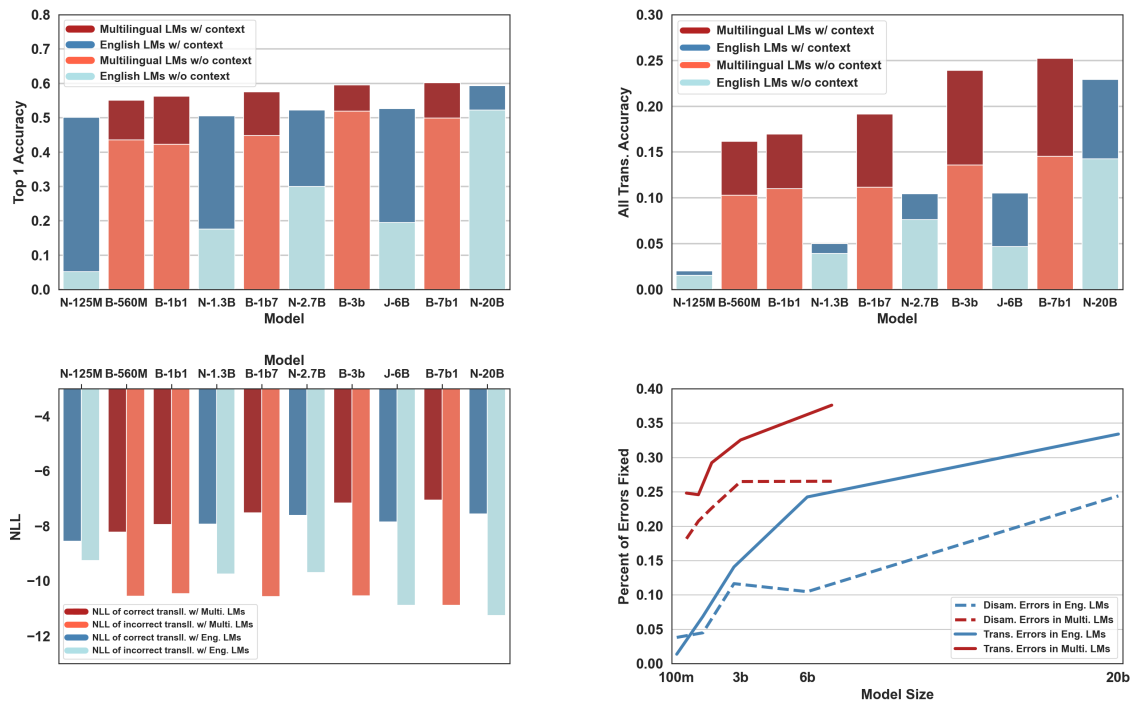 0.8
0.7
0.6
0.5
0.4
0.3
0.2
0.1
0.0
Top 1 Accuracy
Multilingual LMs w/ context
English LMs w/ context
Multilingual LMs w/o context
English LMs w/o context
N-125M B-560M B-1b1 N-1.3B B-1b7 N-2.7B B-3b J-6B B-7b1 N-20B
Model
0.30
0.25
0.20
0.15
0.10
0.05
0.00
All Trans. Accuracy
Multilingual LMs w/ context
English LMs w/ context
Multilingual LMs w/o context
English LMs w/o context
N-125M B-560M B-1b1 N-1.3B B-1b7 N-2.7B B-3b J-6B B-7b1 N-20B
Model
Model
N-125M B-560M B-1b1 N-1.3B B-1b7 N-2.7B B-3b J-6B B-7b1 N-20B
−4
−6
−8
−10
−12
NLL
NLL of correct transll. w/ Multi. LMs
NLL of incorrect transll. w/ Multi. LMs
NLL of correct transll. w/ Eng. LMs
NLL of incorrect transll. w/ Eng. LMs
0.40
0.35
0.30
0.25
0.20
0.15
0.10
0.05
0.00
Percent of Errors Fixed
Disam. Errors in Eng. LMs
Disam. Errors in Multi. LMs
Trans. Errors in Eng. LMs
Trans. Errors in Multi. LMs
100m 3b 6b 20b
Model Size